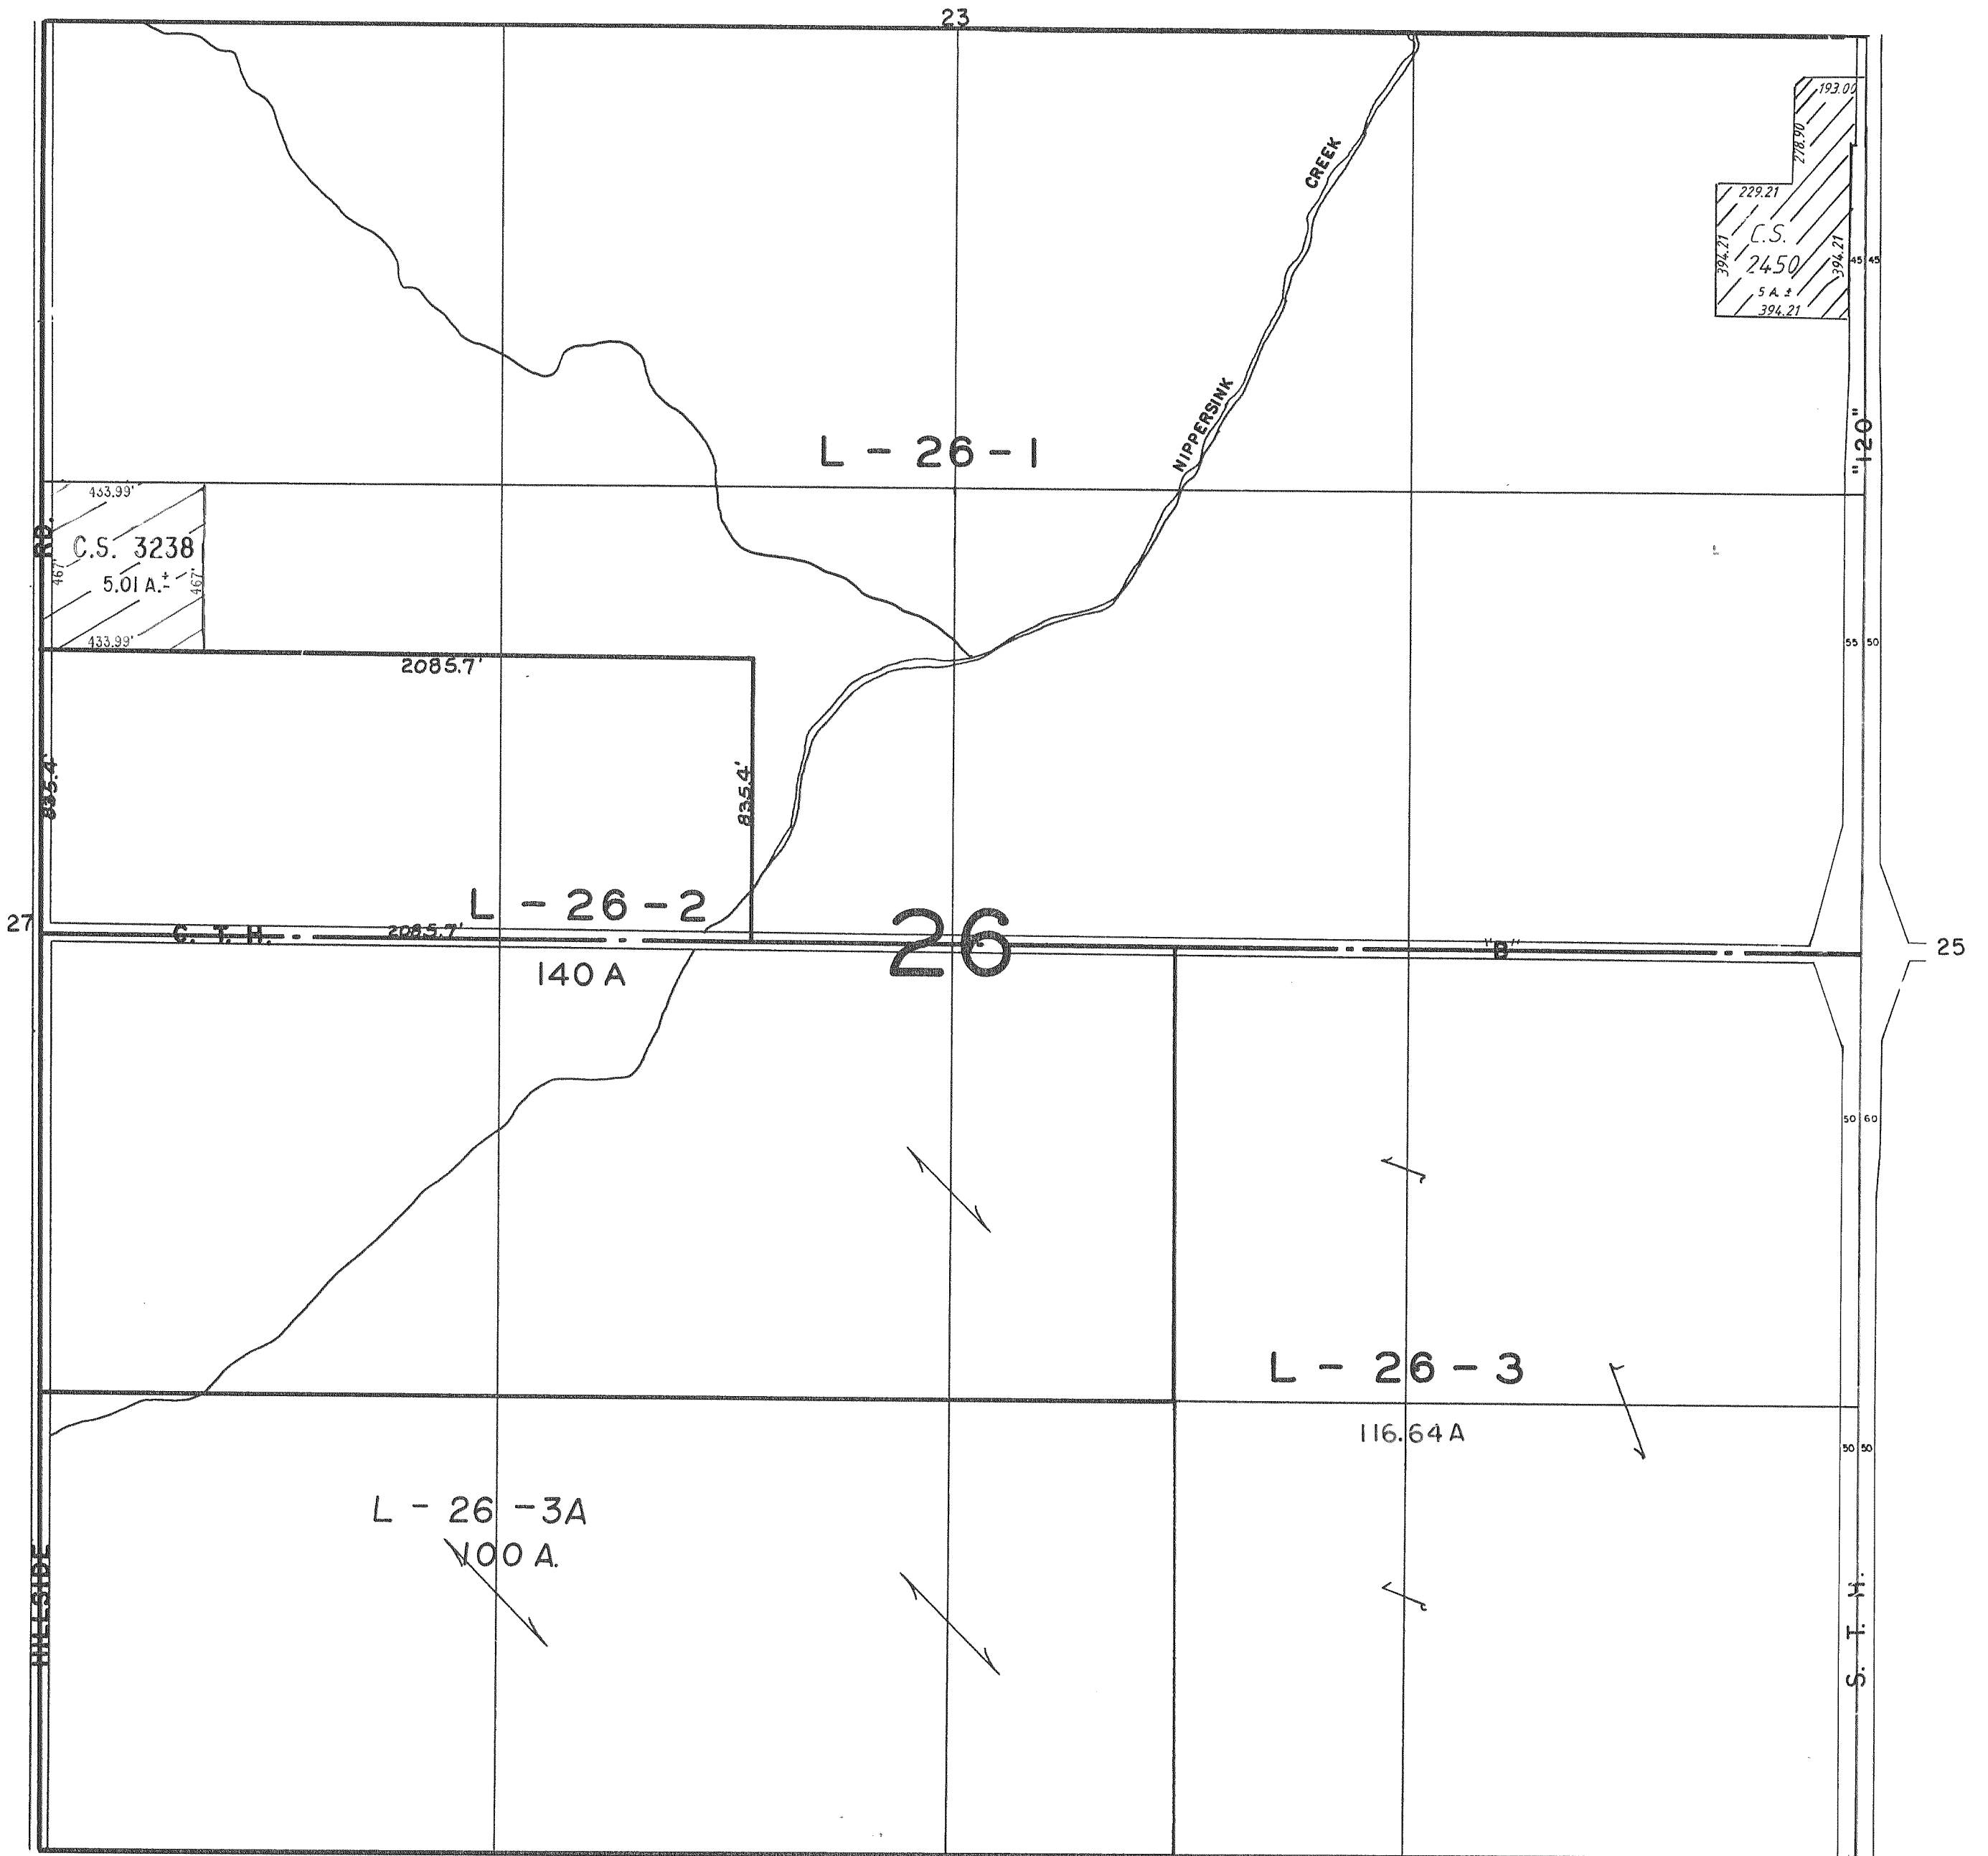 23
193.00
278.90
CREEK
229.21
C.S.
394.21
394.21
2450
45 45
5 A. ±
394.21
NIPPERSINK
"120"
L - 26 - 1
433.99'
RD.
C.S. 3238
467'
467'
5.01 A.±
433.99'
55 50
2085.7'
835.4'
835.4'
L - 26 - 2
27
C. T. H.
2085.7'
26
"B"
25
140 A
50 60
L - 26 - 3
116.64 A
50 50
L - 26 - 3A
100 A.
HILLSIDE
S. T. H.